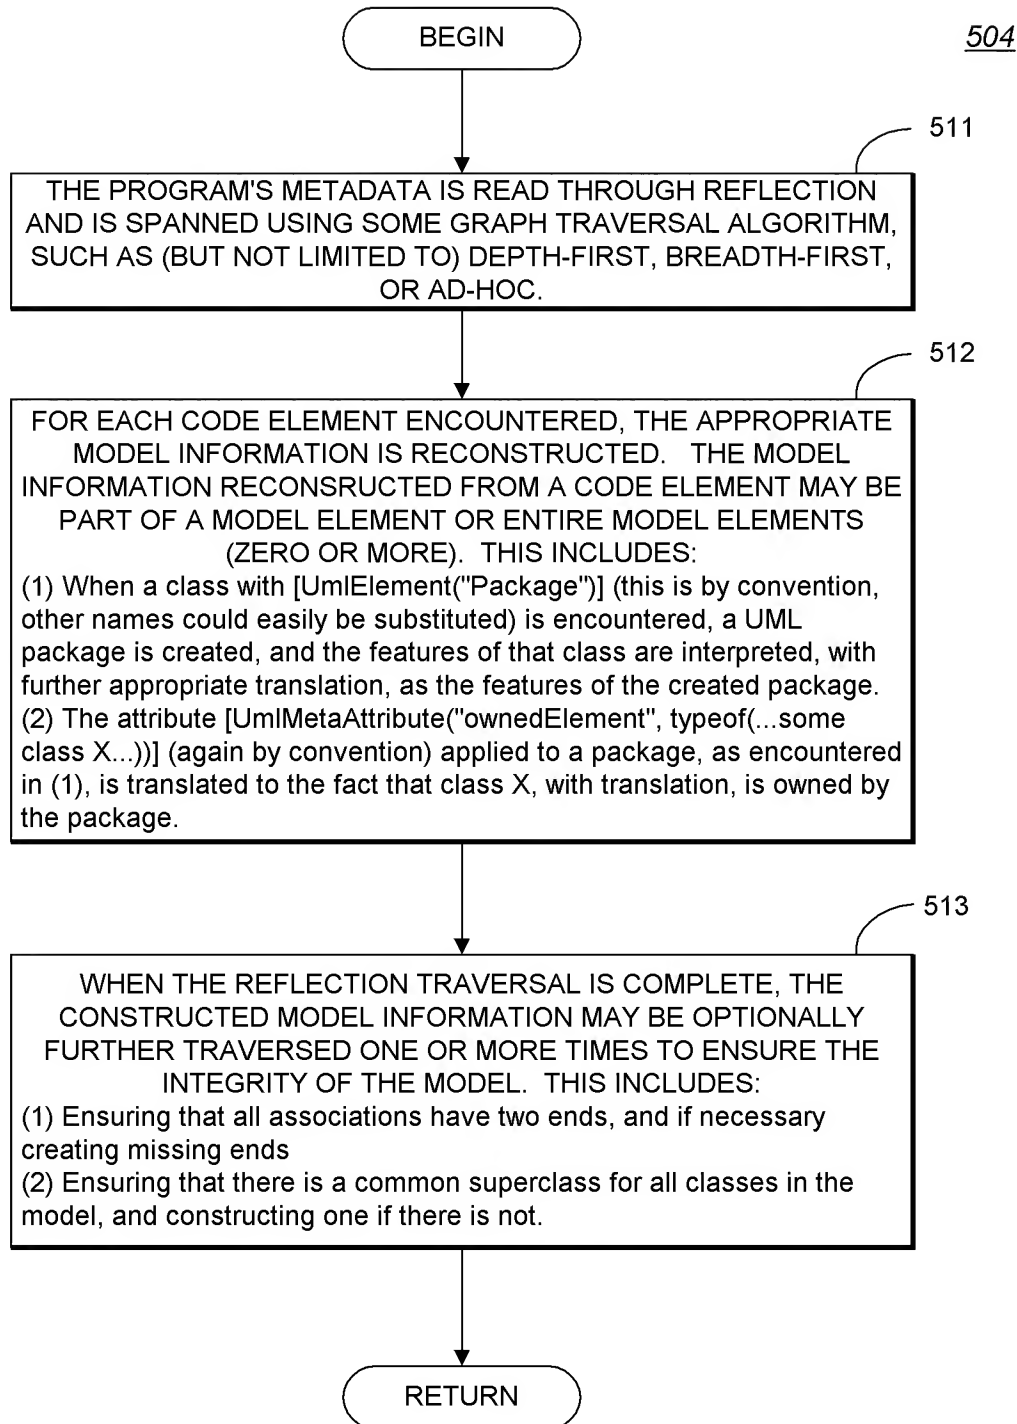 BEGIN
504
511
THE PROGRAM'S METADATA IS READ THROUGH REFLECTION
AND IS SPANNED USING SOME GRAPH TRAVERSAL ALGORITHM,
SUCH AS (BUT NOT LIMITED TO) DEPTH-FIRST, BREADTH-FIRST,
OR AD-HOC.
512
FOR EACH CODE ELEMENT ENCOUNTERED, THE APPROPRIATE
MODEL INFORMATION IS RECONSTRUCTED. THE MODEL
INFORMATION RECONSRUCTED FROM A CODE ELEMENT MAY BE
PART OF A MODEL ELEMENT OR ENTIRE MODEL ELEMENTS
(ZERO OR MORE). THIS INCLUDES:
(1) When a class with [UmlElement("Package")] (this is by convention,
other names could easily be substituted) is encountered, a UML
package is created, and the features of that class are interpreted, with
further appropriate translation, as the features of the created package.
(2) The attribute [UmlMetaAttribute("ownedElement", typeof(...some
class X...))] (again by convention) applied to a package, as encountered
in (1), is translated to the fact that class X, with translation, is owned by
the package.
513
WHEN THE REFLECTION TRAVERSAL IS COMPLETE, THE
CONSTRUCTED MODEL INFORMATION MAY BE OPTIONALLY
FURTHER TRAVERSED ONE OR MORE TIMES TO ENSURE THE
INTEGRITY OF THE MODEL. THIS INCLUDES:
(1) Ensuring that all associations have two ends, and if necessary
creating missing ends
(2) Ensuring that there is a common superclass for all classes in the
model, and constructing one if there is not.
RETURN